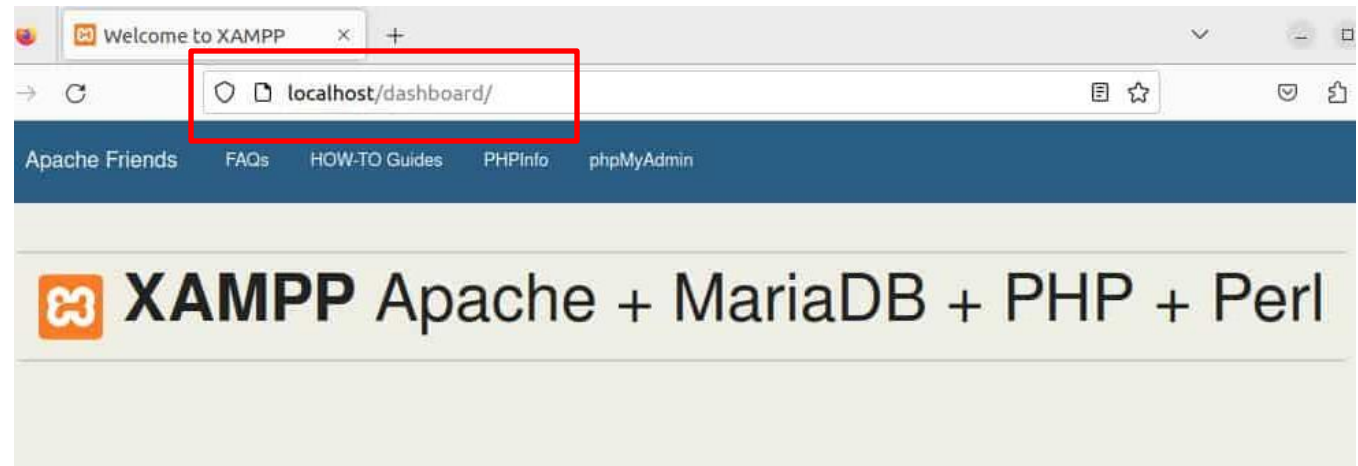 Welcome to XAMPP
localhost/dashboard/
Apache Friends FAQs HOW-TO Guides PHPInfo phpMyAdmin
XAMPP Apache + MariaDB + PHP + Perl